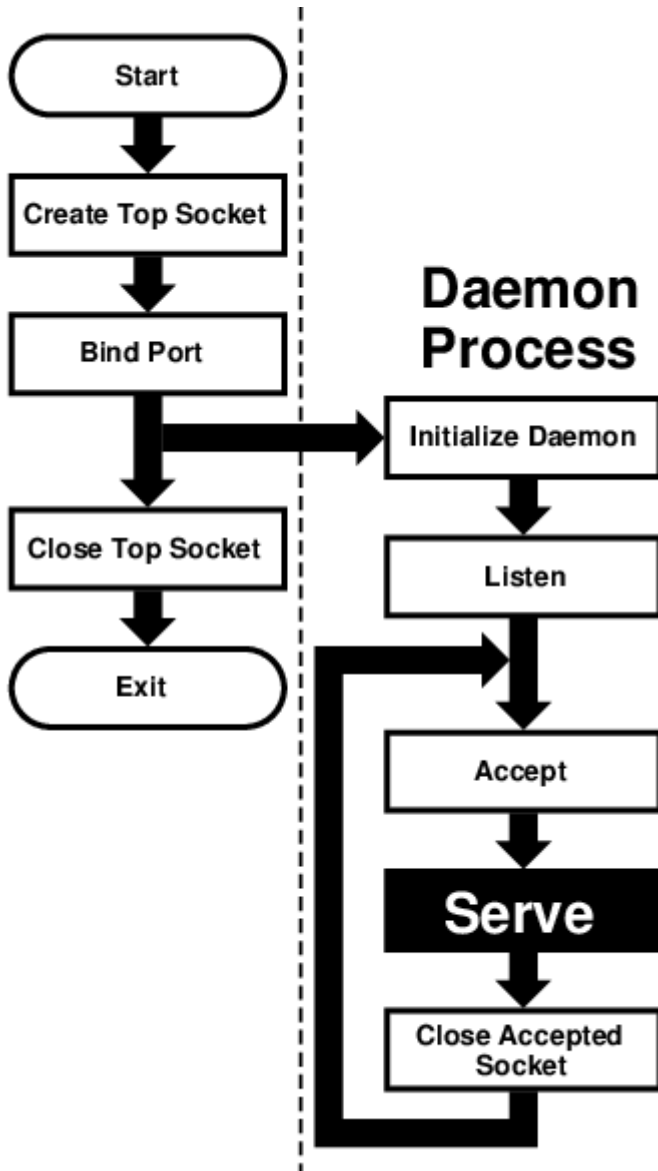 Start
Create Top Socket
Bind Port
Close Top Socket
Exit
Daemon
Process
Initialize Daemon
Listen
Accept
Serve
Close Accepted
Socket